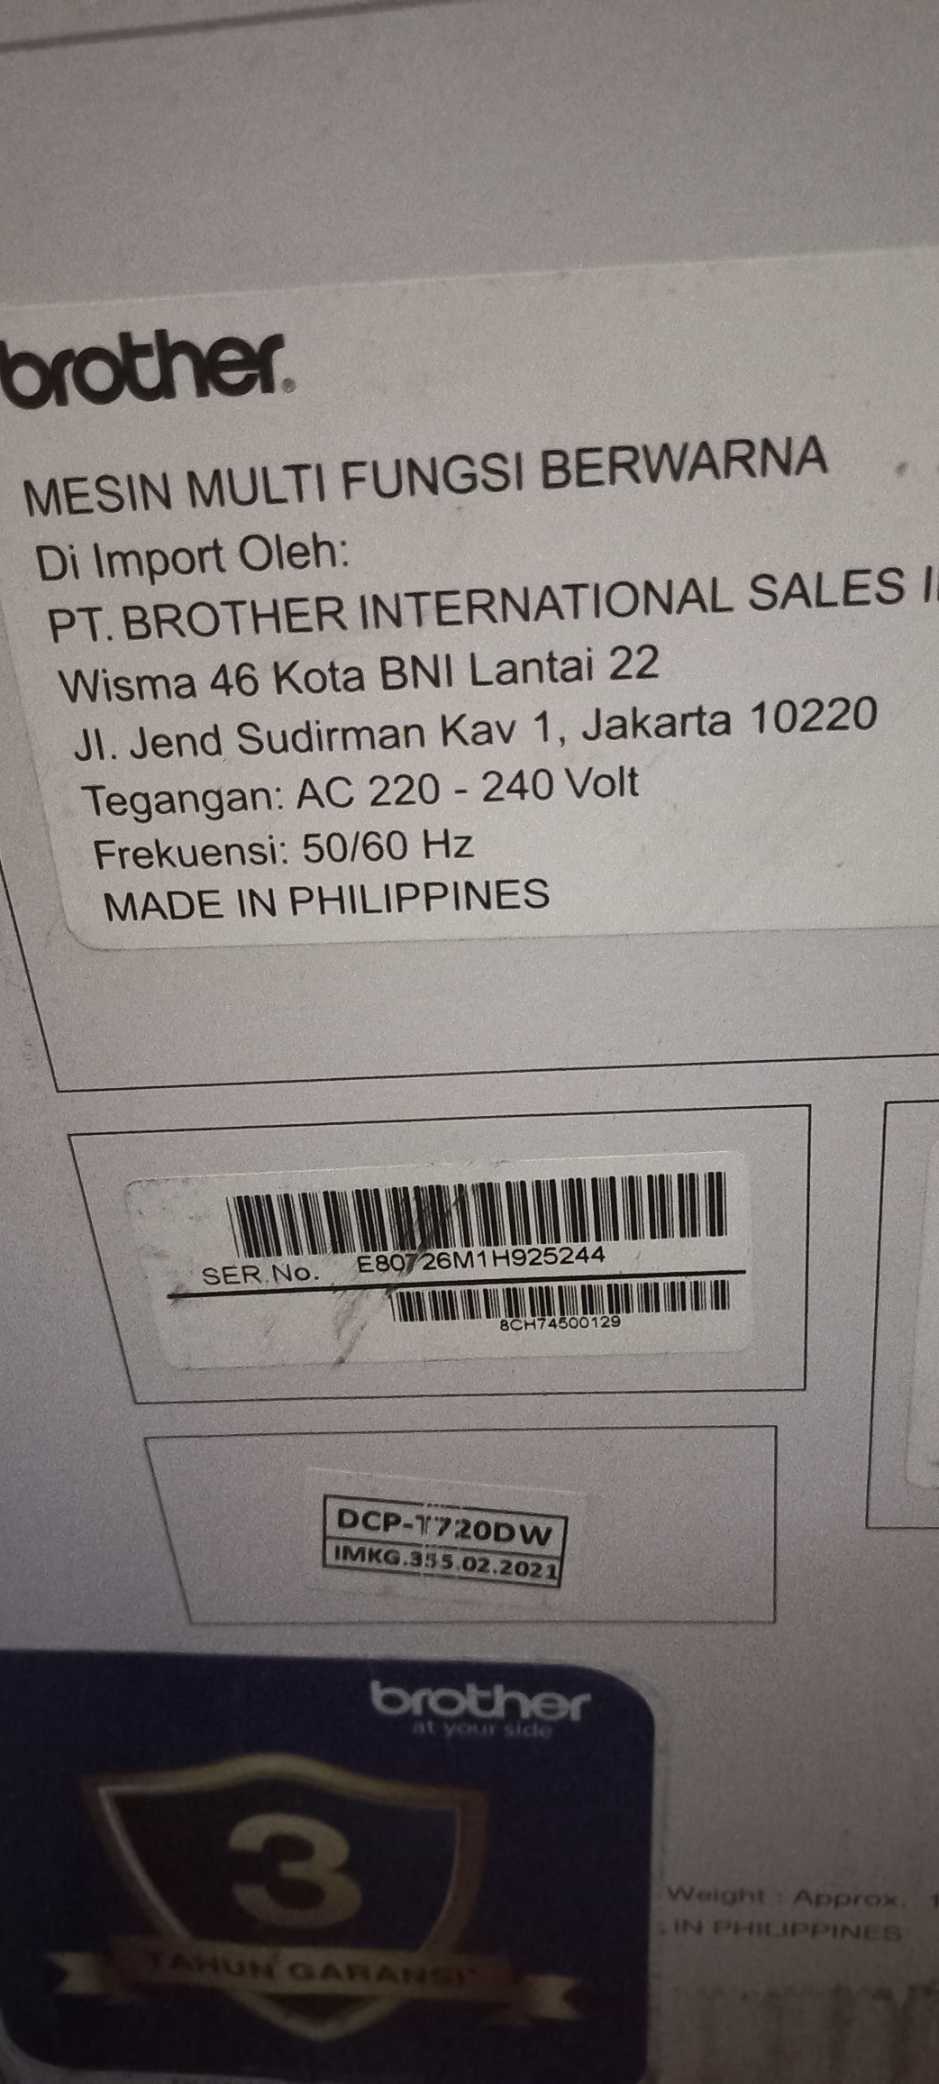 brother
MESIN MULTI FUNGSI BERWARNA
Di Import Oleh:
PT. BROTHER INTERNATIONAL SALES
Wisma 46 Kota BNI Lantai 22
Jl. Jend Sudirman Kav 1, Jakarta 10220
Tegangan: AC 220 - 240 Volt
Frekuensi: 50/60 Hz
MADE IN PHILIPPINES
SER.No. E80726M1H925244
8CH74500129
DCP-T720DW
IMKG.355.02.2021
brother
at your side
3
TAHUN GARANSI
Weight : Approx.
IN PHILIPPINES